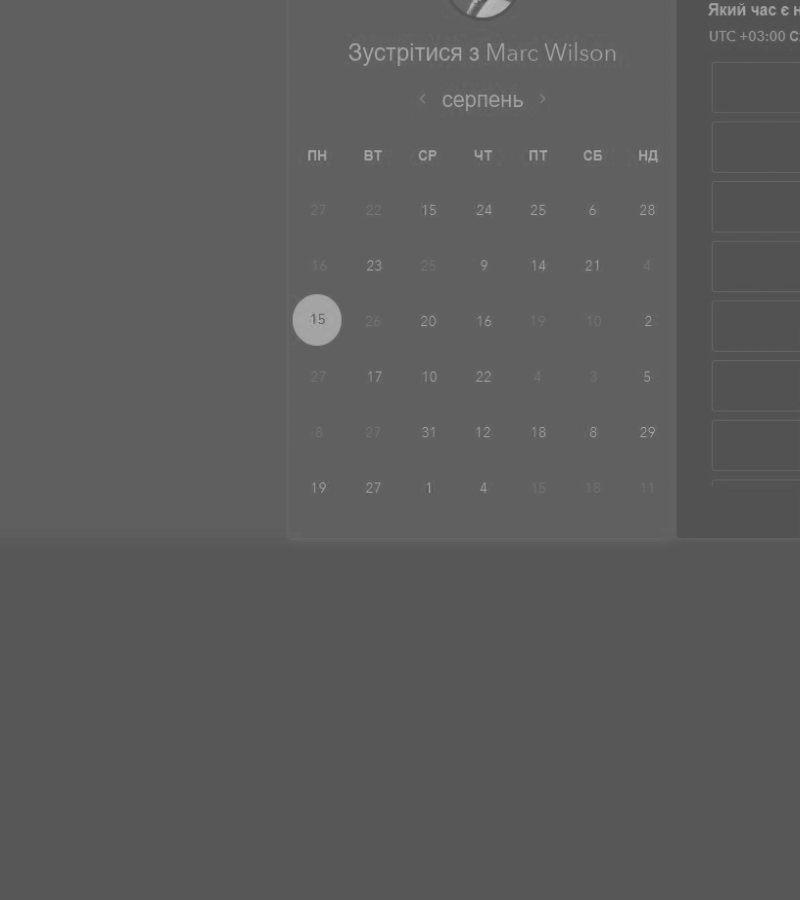 Який час є н
UTC +03:00 С
Зустрітися з Marc Wilson
‹ серпень ›
ПН ВТ СР ЧТ ПТ СБ НД
27 22 15 24 25 6 28
16 23 25 9 14 21 4
15 26 20 16 19 10 2
27 17 10 22 4 3 5
8 27 31 12 18 8 29
19 27 1 4 15 18 11